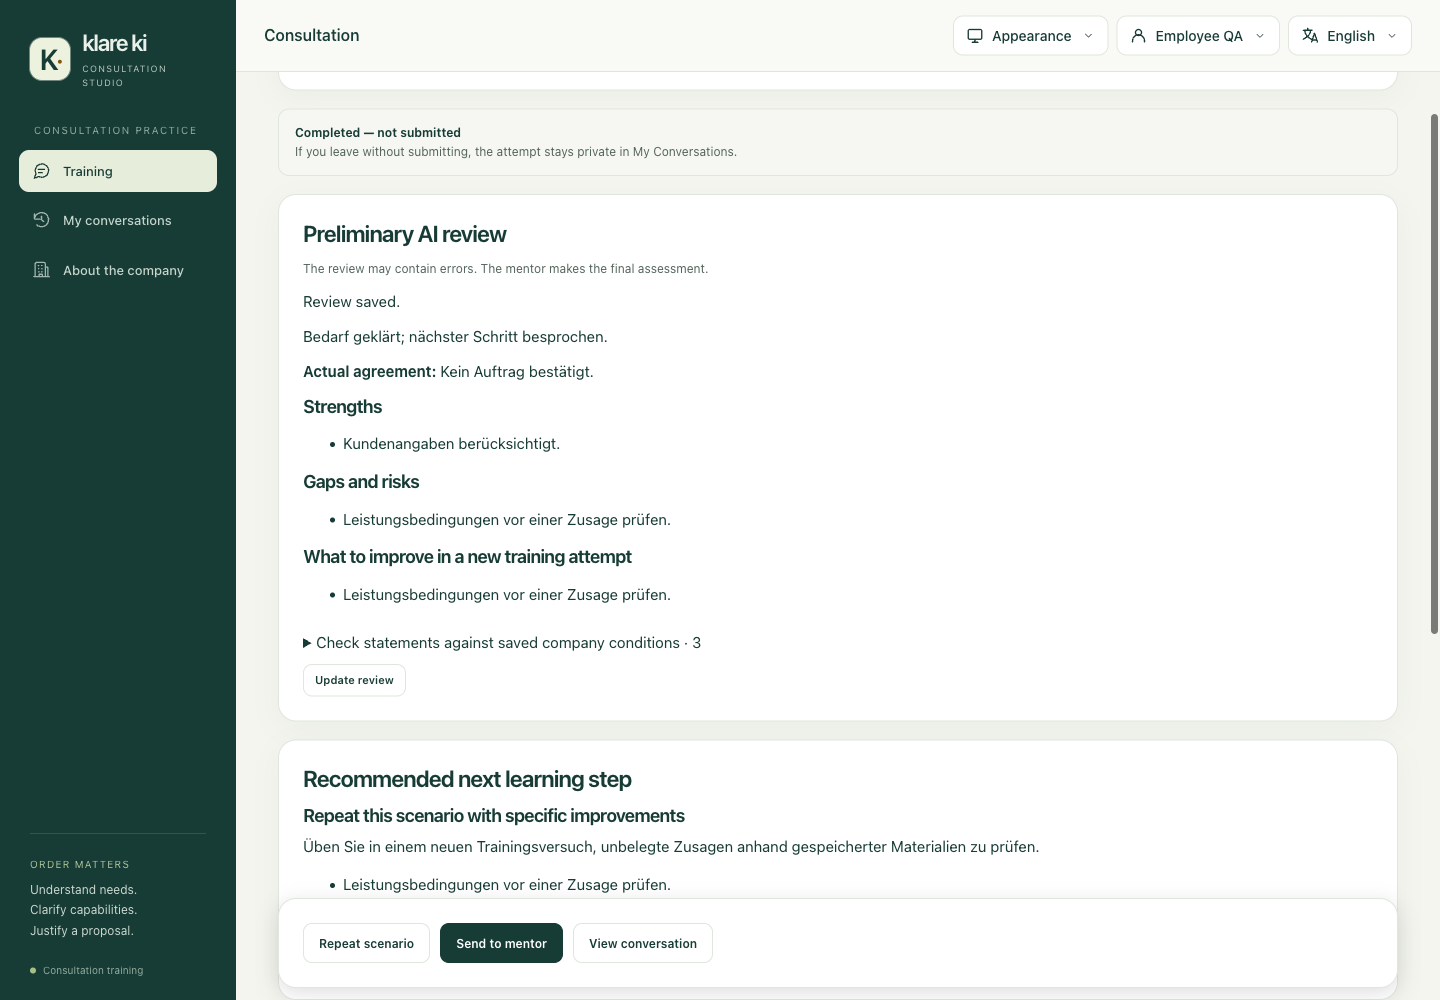 K.
klare ki
CONSULTATION
STUDIO
CONSULTATION PRACTICE
Training
My conversations
About the company
ORDER MATTERS
Understand needs.
Clarify capabilities.
Justify a proposal.
Consultation training
Consultation
Appearance
Employee QA
English
Completed — not submitted
If you leave without submitting, the attempt stays private in My Conversations.
Preliminary AI review
The review may contain errors. The mentor makes the final assessment.
Review saved.
Bedarf geklärt; nächster Schritt besprochen.
Actual agreement: Kein Auftrag bestätigt.
Strengths
• Kundenangaben berücksichtigt.
Gaps and risks
• Leistungsbedingungen vor einer Zusage prüfen.
What to improve in a new training attempt
• Leistungsbedingungen vor einer Zusage prüfen.
Check statements against saved company conditions · 3
Update review
Recommended next learning step
Repeat this scenario with specific improvements
Üben Sie in einem neuen Trainingsversuch, unbelegte Zusagen anhand gespeicherter Materialien zu prüfen.
• Leistungsbedingungen vor einer Zusage prüfen.
Repeat scenario
Send to mentor
View conversation